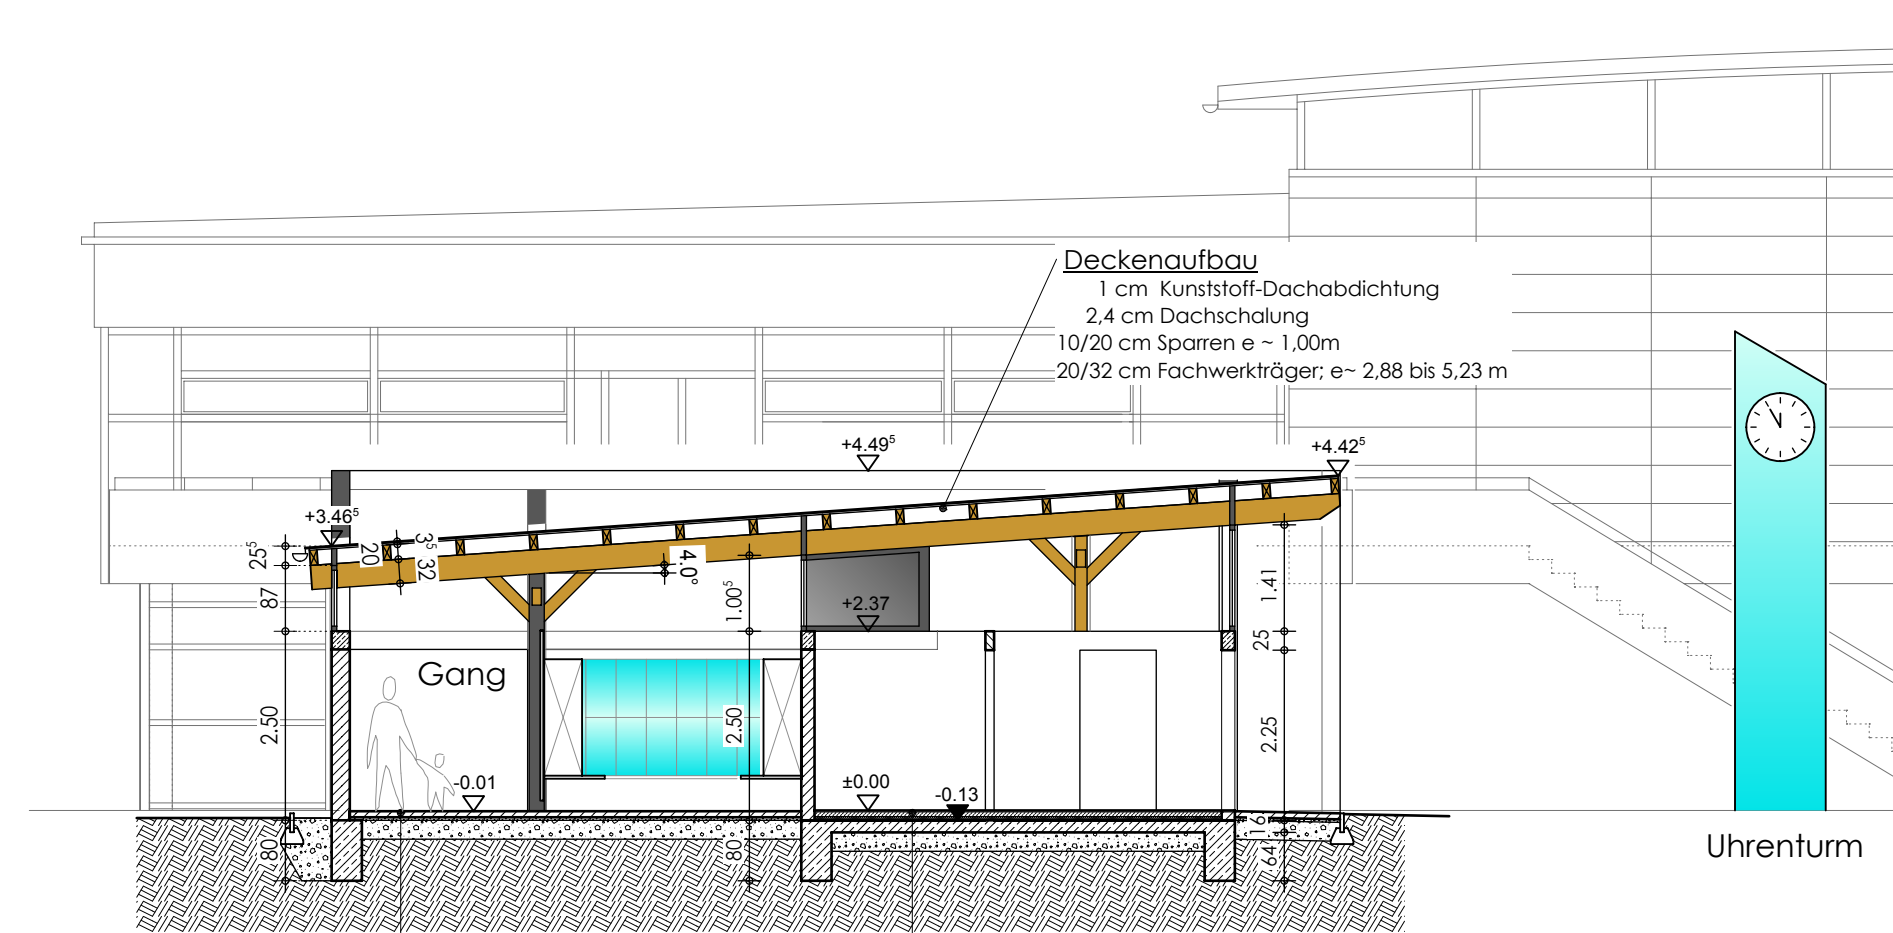 Deckenaufbau
1 cm Kunststoff-Dachabdichtung
2,4 cm Dachschalung
10/20 cm Sparren e ~ 1,00m
20/32 cm Fachwerkträger; e~ 2,88 bis 5,23 m
+4.49⁵
+4.42⁵
+3.46⁵
25⁵
D
20
3⁵
32
4.0°
87
1.00⁵
+2.37
1.41
25
Gang
2.50
2.50
2.25
-0.01
±0.00
-0.13
16
80
80
64
Uhrenturm